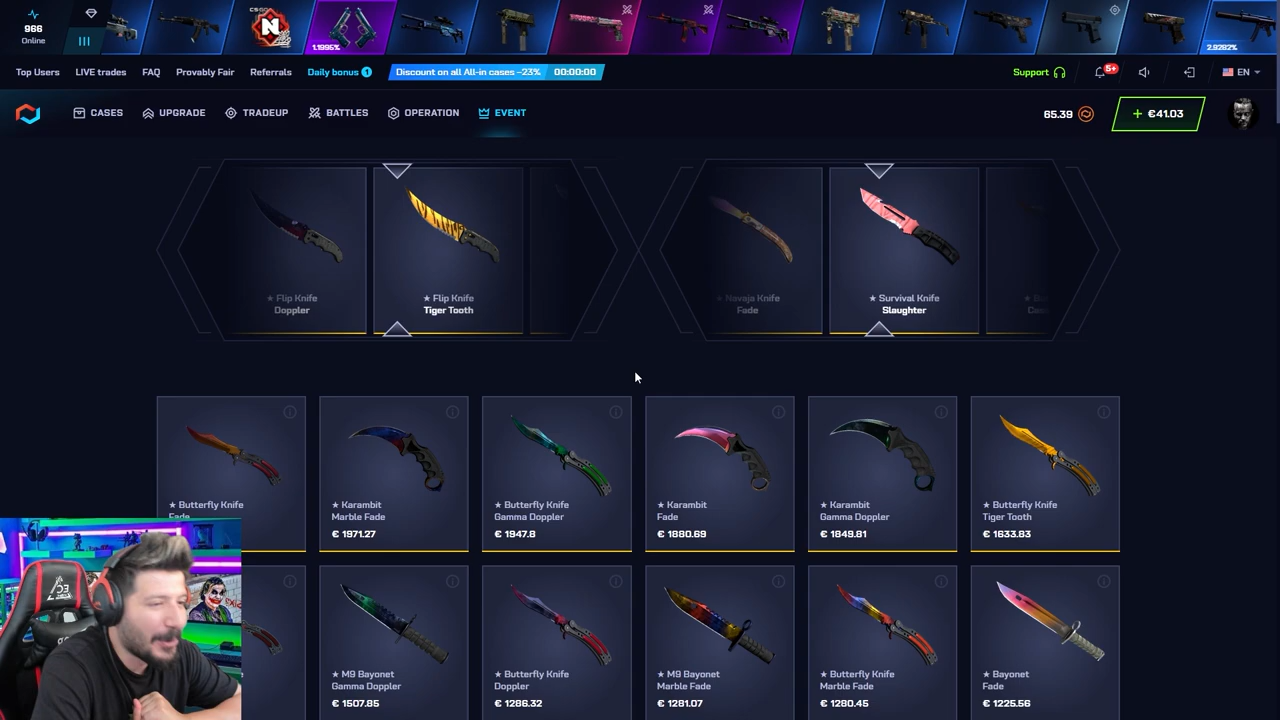 966
Online
CS:GO
N
1.1995%
2.9282%
Top Users
LIVE trades
FAQ
Provably Fair
Referrals
Daily bonus 1
Discount on all All-in cases –23% 00:00:00
Support
5+
EN
CASES
UPGRADE
TRADEUP
BATTLES
OPERATION
EVENT
65.39
+ €41.03
★ Flip Knife
Doppler
★ Flip Knife
Tiger Tooth
★ Navaja Knife
Fade
★ Survival Knife
Slaughter
★ Butterfly Knife
Fade
★ Karambit
Marble Fade
€ 1971.27
★ Butterfly Knife
Gamma Doppler
€ 1947.8
★ Karambit
Fade
€ 1880.69
★ Karambit
Gamma Doppler
€ 1849.81
★ Butterfly Knife
Tiger Tooth
€ 1633.83
★ M9 Bayonet
Gamma Doppler
€ 1507.85
★ Butterfly Knife
Doppler
€ 1286.32
★ M9 Bayonet
Marble Fade
€ 1281.07
★ Butterfly Knife
Marble Fade
€ 1280.45
★ Bayonet
Fade
€ 1225.56